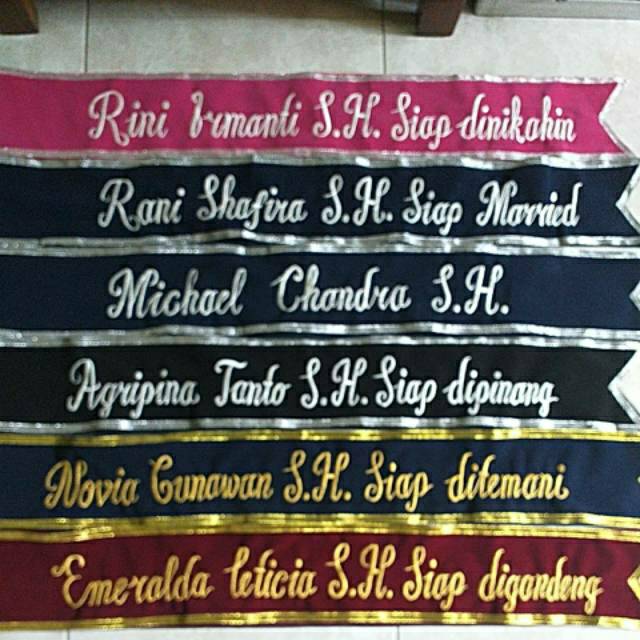 Rini Irmanti S.H. Siap dinikahin
Rani Shafira S.H. Siap Married
Michael Chandra S.H.
Agripina Tanto S.H. Siap dipinang
Novia Gunawan S.H. Siap ditemani
Emeralda leticia S.H. Siap digandeng